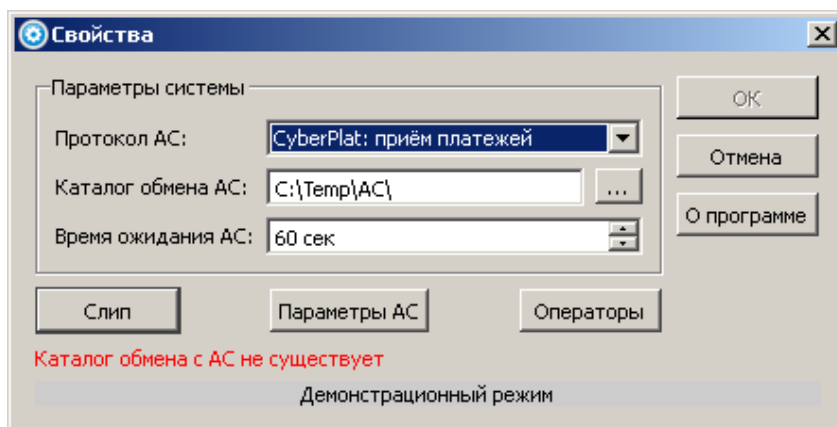 Свойства
Параметры системы
Протокол АС: CyberPlat: приём платежей
Каталог обмена АС: C:\Temp\AC\ ...
Время ожидания АС: 60 сек
ОК
Отмена
О программе
Слип Параметры АС Операторы
Каталог обмена с АС не существует
Демонстрационный режим